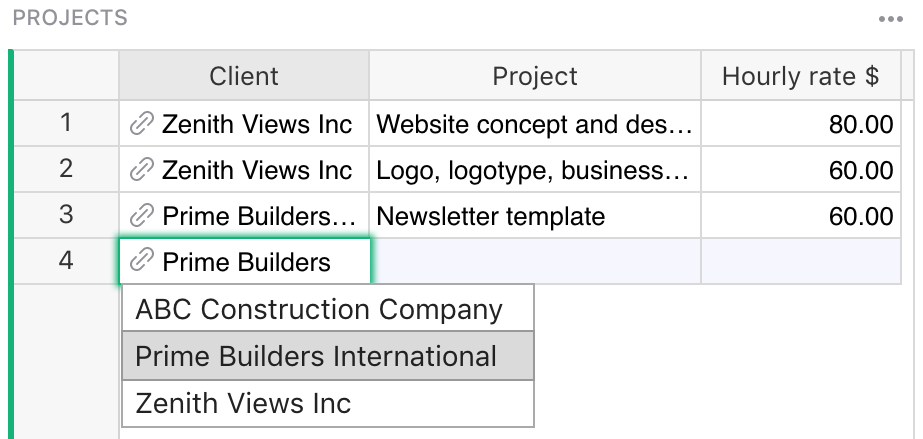 PROJECTS
Client Project Hourly rate $
1 Zenith Views Inc Website concept and des... 80.00
2 Zenith Views Inc Logo, logotype, business... 60.00
3 Prime Builders... Newsletter template 60.00
4 Prime Builders
ABC Construction Company
Prime Builders International
Zenith Views Inc